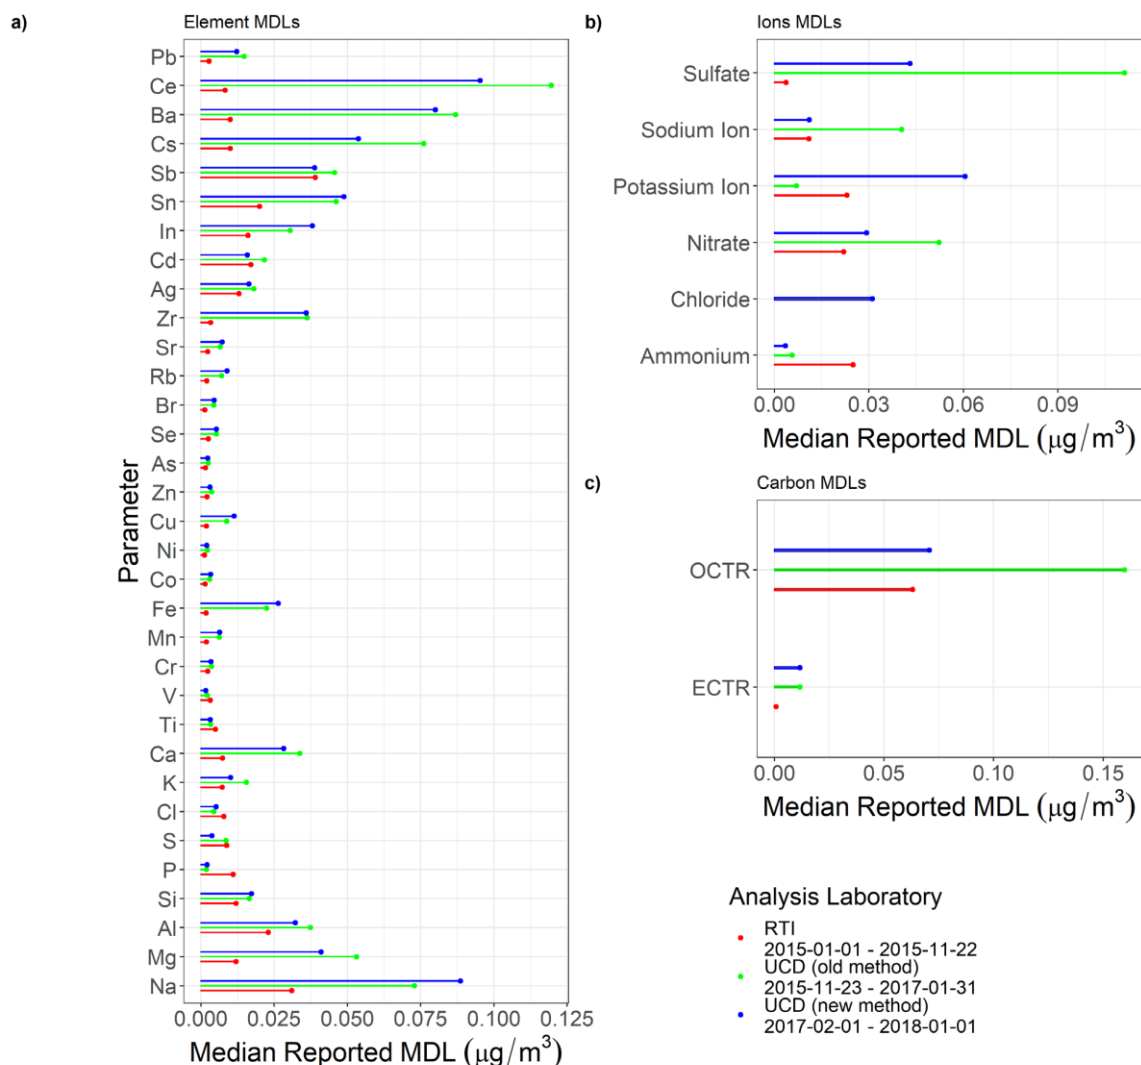 a)
Element MDLs
Pb
Ce
Ba
Cs
Sb
Sn
In
Cd
Ag
Zr
Sr
Rb
Br
Se
As
Zn
Cu
Ni
Co
Fe
Mn
Cr
V
Ti
Ca
K
Cl
S
P
Si
Al
Mg
Na
Parameter
0.000 0.025 0.050 0.075 0.100 0.125
Median Reported MDL (μg/m³)
b)
Ions MDLs
Sulfate
Sodium Ion
Potassium Ion
Nitrate
Chloride
Ammonium
0.00 0.03 0.06 0.09
Median Reported MDL (μg/m³)
c)
Carbon MDLs
OCTR
ECTR
0.00 0.05 0.10 0.15
Median Reported MDL (μg/m³)
Analysis Laboratory
RTI
2015-01-01 - 2015-11-22
UCD (old method)
2015-11-23 - 2017-01-31
UCD (new method)
2017-02-01 - 2018-01-01